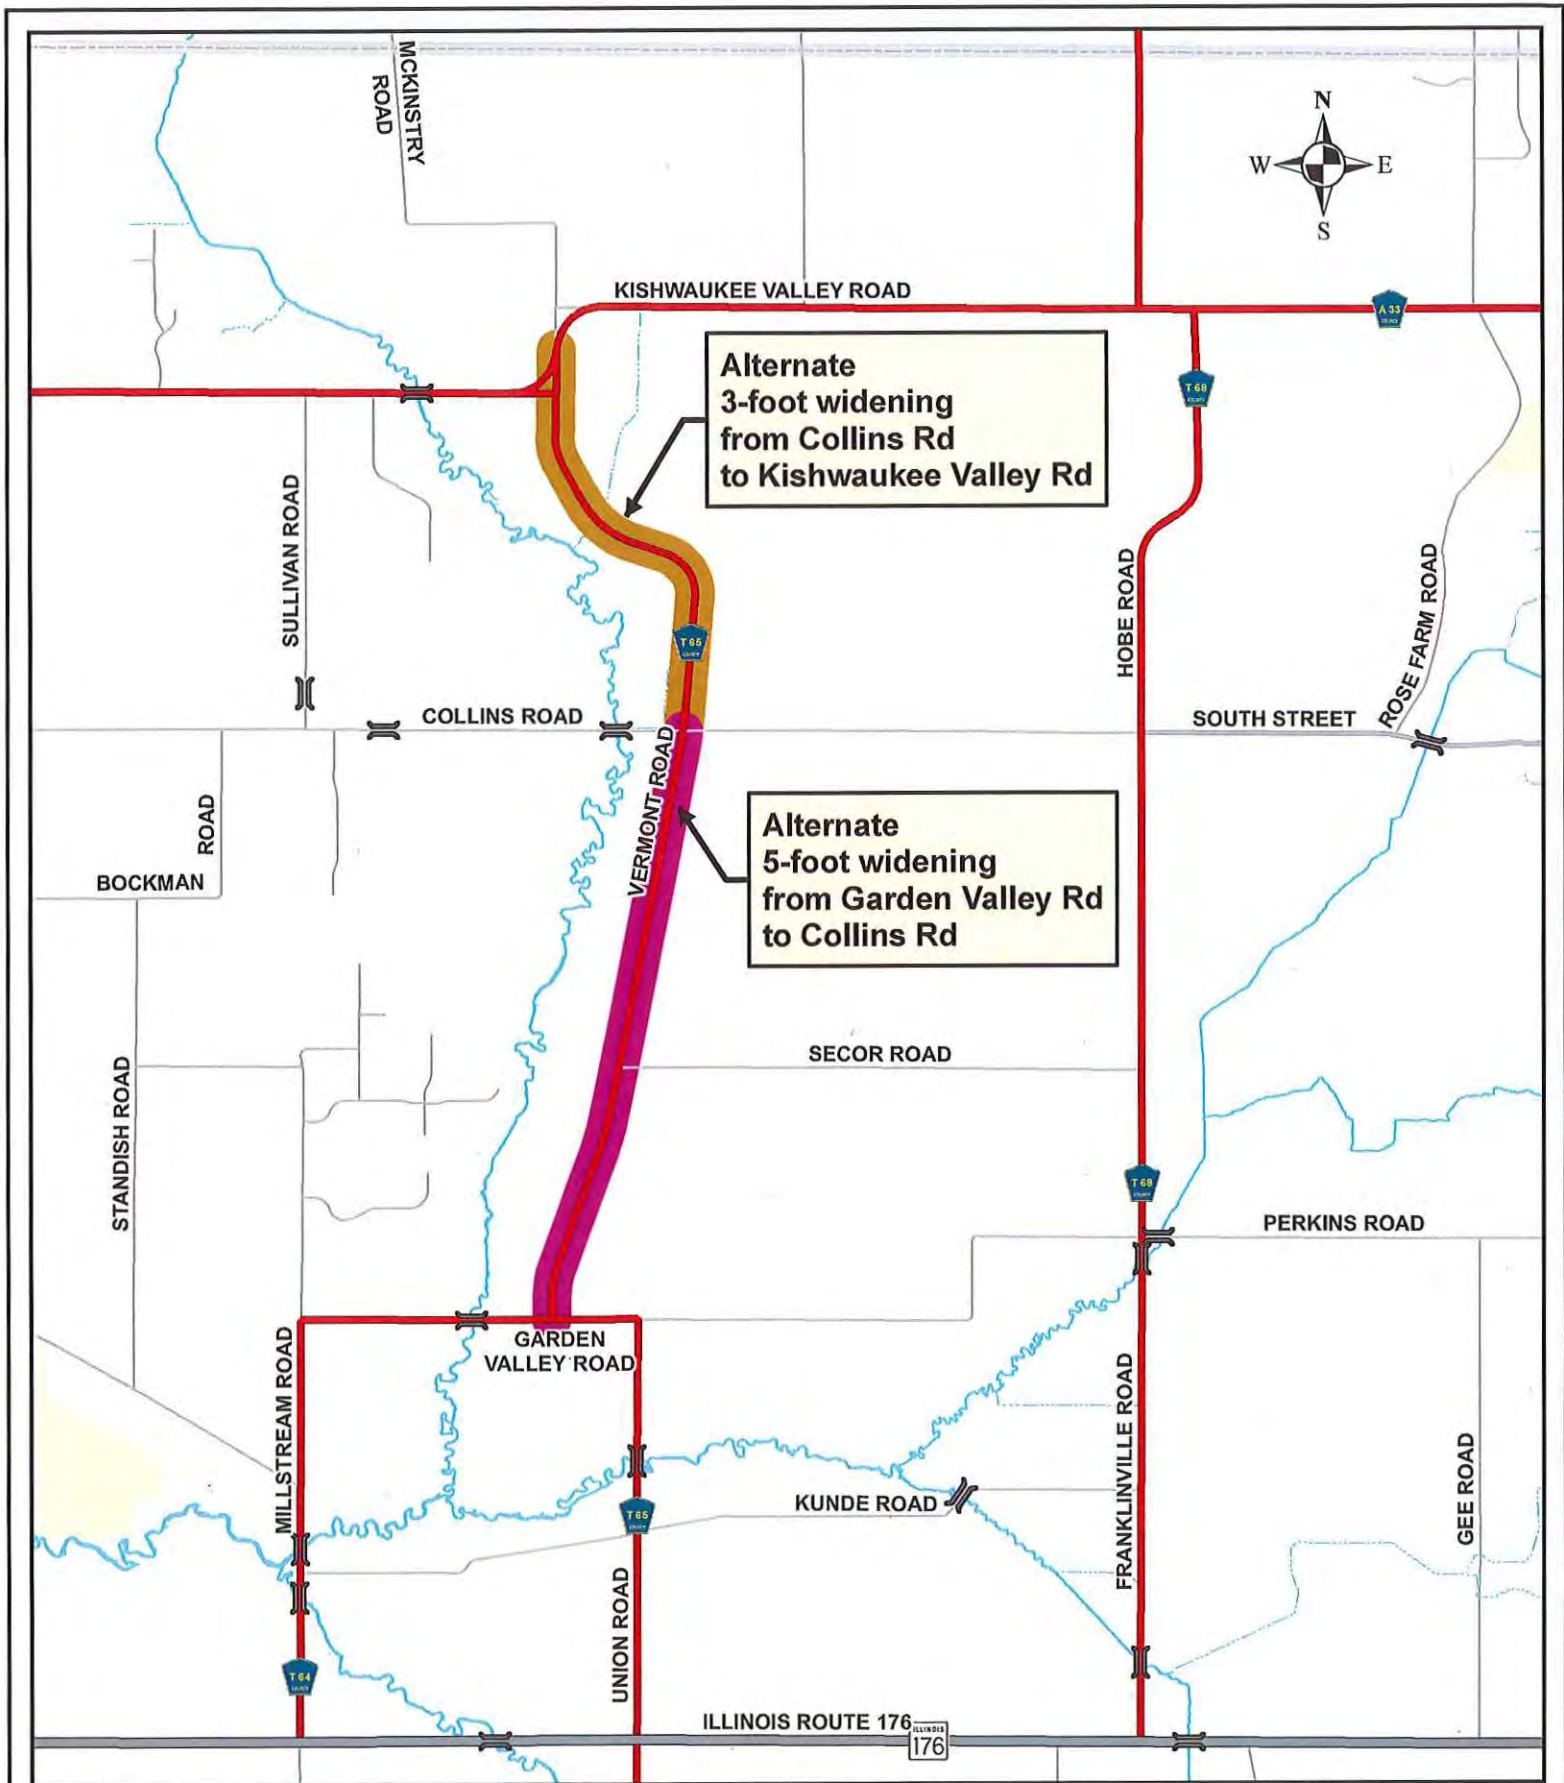 MCKINSTRY
ROAD
N
W
E
S
KISHWAUKEE VALLEY ROAD
A 33
Alternate
3-foot widening
from Collins Rd
to Kishwaukee Valley Rd
T 68
SULLIVAN ROAD
HOBE ROAD
ROSE FARM ROAD
T 65
COLLINS ROAD
SOUTH STREET
VERMONT ROAD
ROAD
BOCKMAN
Alternate
5-foot widening
from Garden Valley Rd
to Collins Rd
SECOR ROAD
STANDISH ROAD
T 68
PERKINS ROAD
GARDEN
VALLEY ROAD
MILLSTREAM ROAD
FRANKLINVILLE ROAD
GEE ROAD
KUNDE ROAD
T 65
UNION ROAD
T 64
ILLINOIS ROUTE 176
ILLINOIS
176